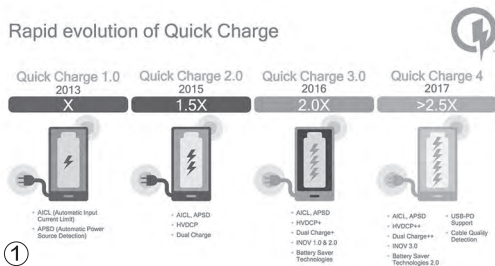 Rapid evolution of Quick Charge
Quick Charge 1.0
2013
X
- AICL (Automatic Input
Current Limit)
- APSD (Automatic Power
Source Detection)
Quick Charge 2.0
2015
1.5X
- AICL, APSD
- HVDCP
- Dual Charge
Quick Charge 3.0
2016
2.0X
- AICL, APSD
- HVDCP+
- Dual Charge+
- INOV 1.0 & 2.0
- Battery Saver
Technologies
Quick Charge 4
2017
>2.5X
- AICL, APSD
- HVDCP++
- Dual Charge++
- INOV 3.0
- Battery Saver
Technologies 2.0
- USB-PD
Support
- Cable Quality
Detection
①